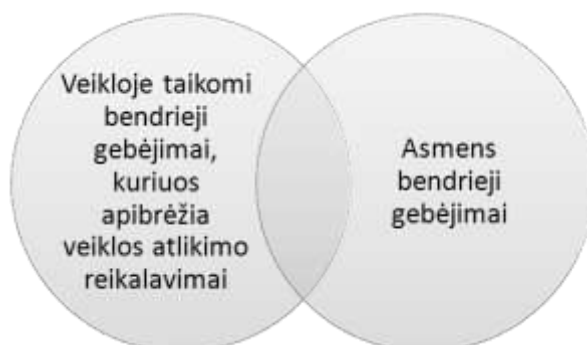 Veikloje taikomi
bendrieji
gebėjimai,
kuriuos
apibrėžia
veiklos atlikimo
reikalavimai
Asmens
bendrieji
gebėjimai